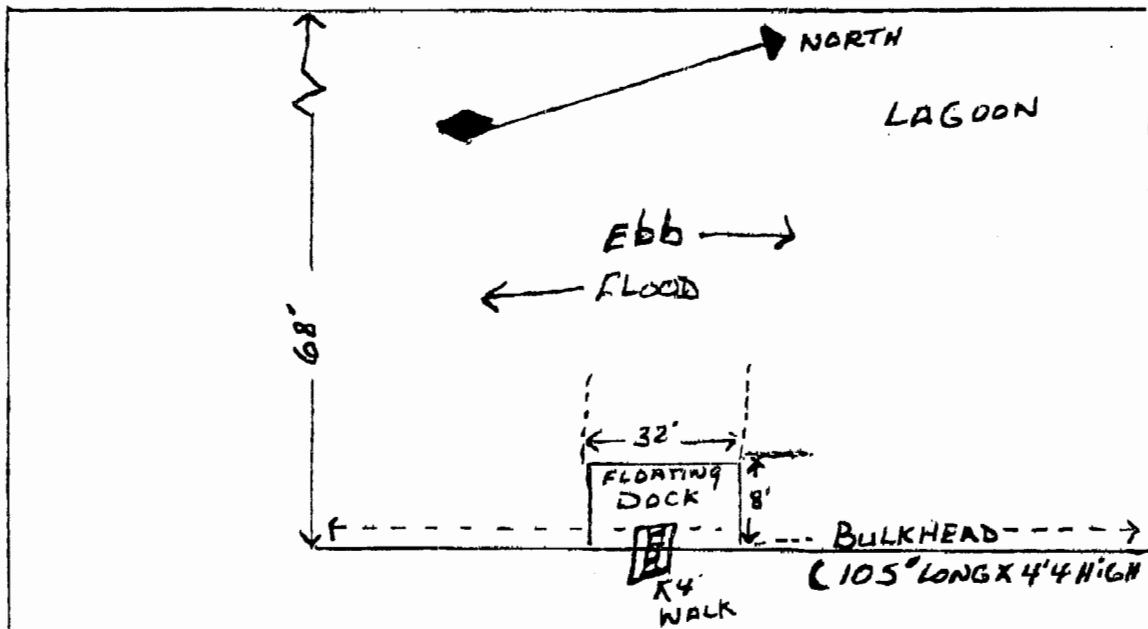 NORTH
LAGOON
Ebb
FLOOD
68'
32'
FLOATING
DOCK
8'
BULKHEAD
(105' LONG X 4'4 HIGH
4'
WALK